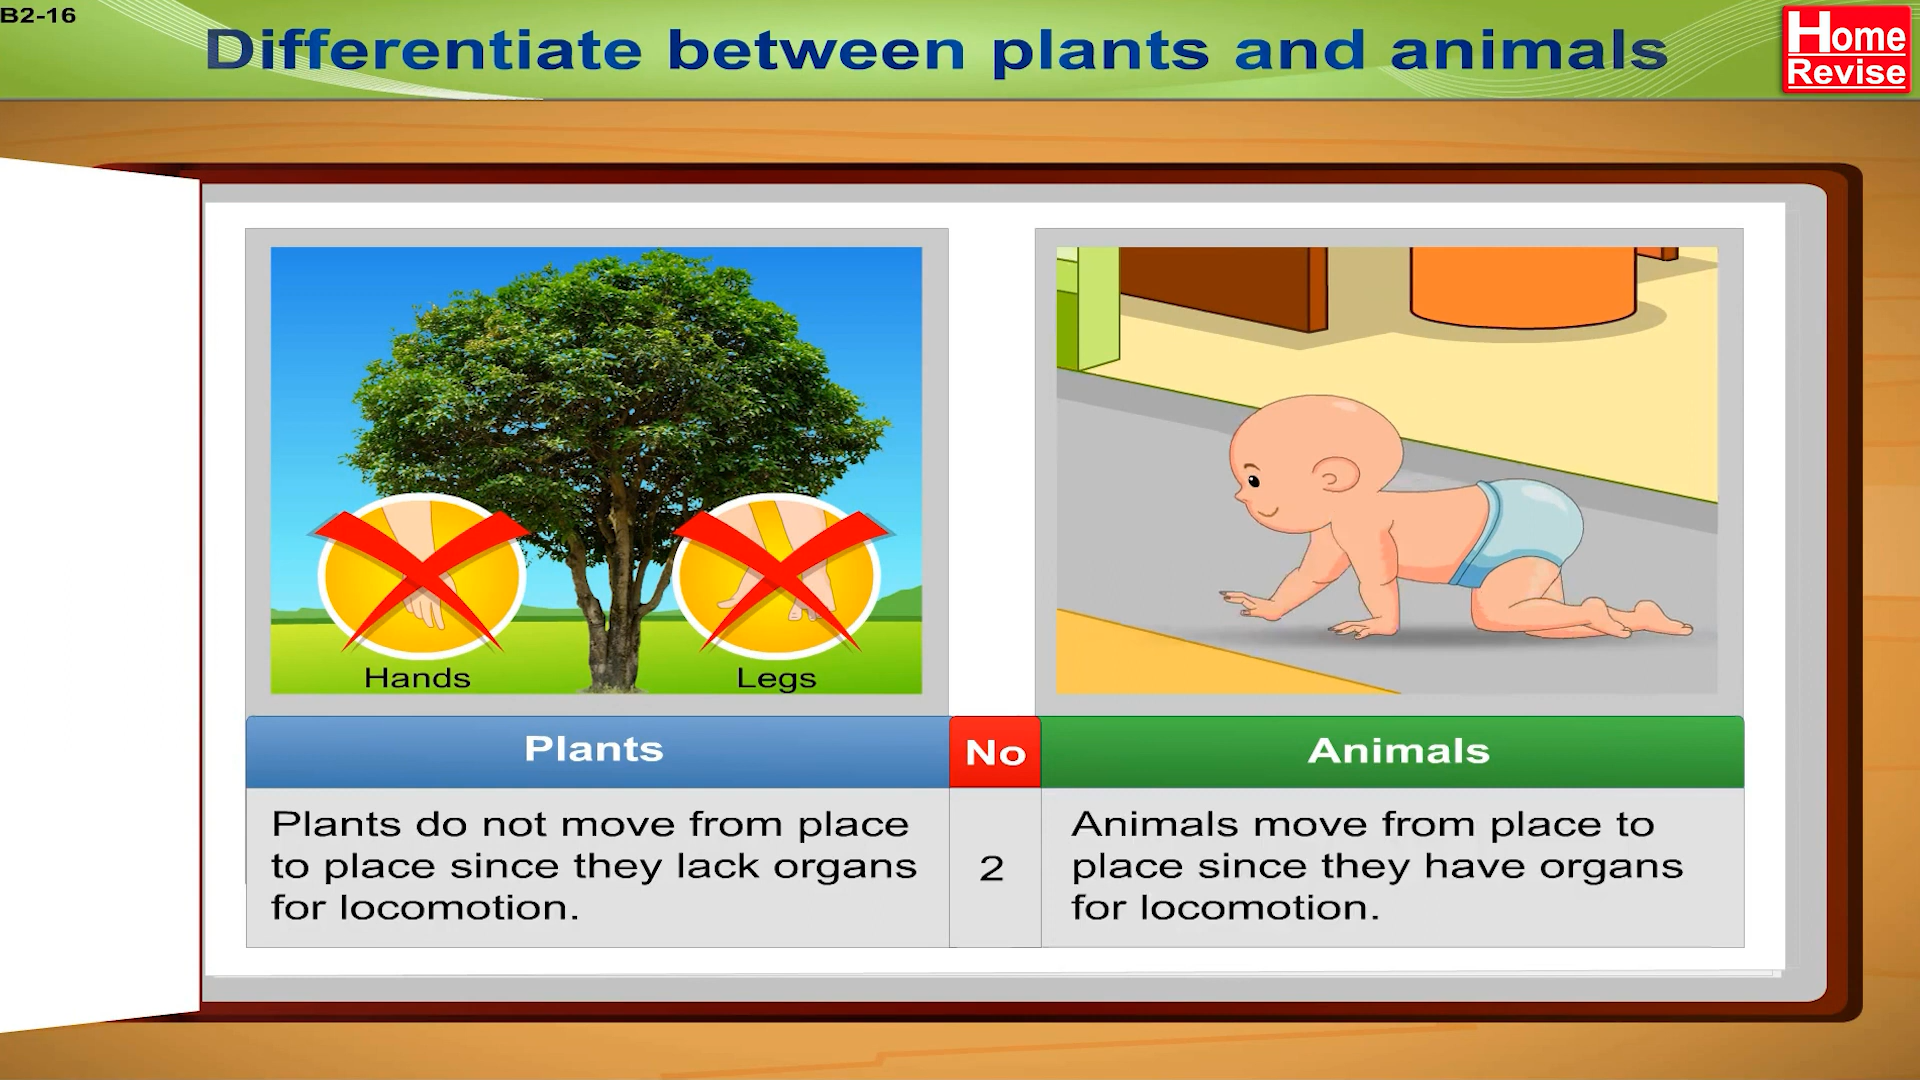 B2-16
Differentiate between plants and animals
Home
Revise
Hands
Legs
Plants
No
Animals
Plants do not move from place
to place since they lack organs
for locomotion.
2
Animals move from place to
place since they have organs
for locomotion.